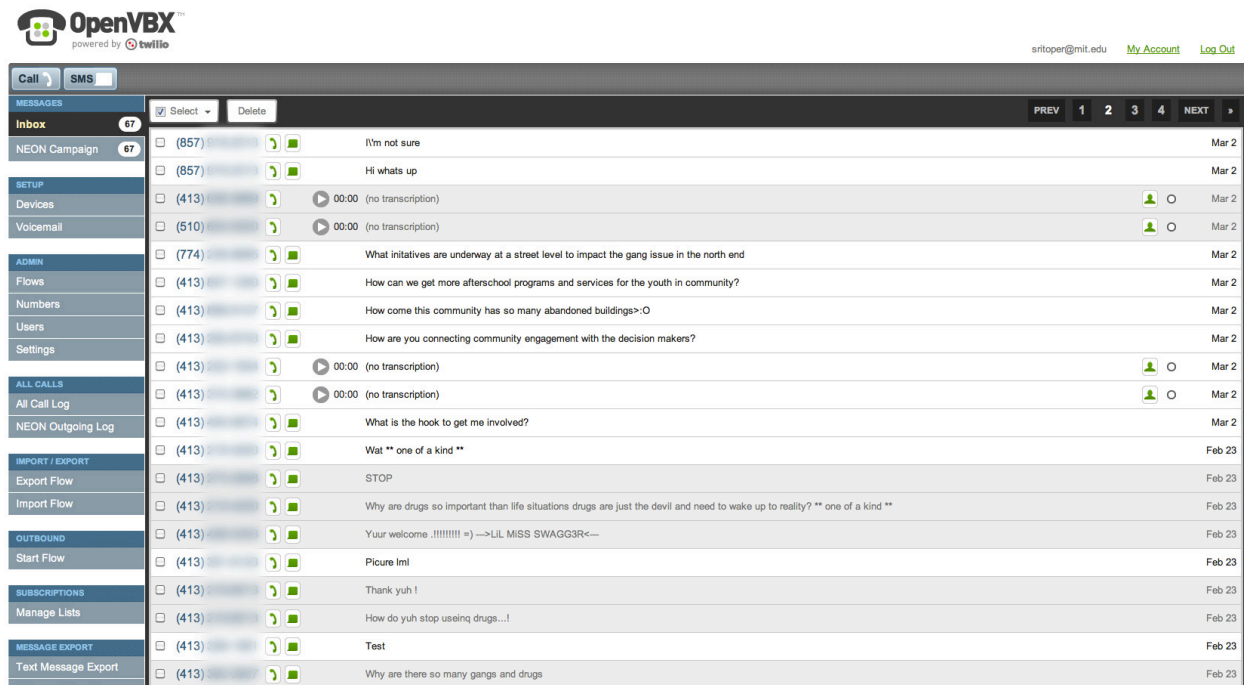 OpenVBX™
powered by twilio
sritoper@mit.edu My Account Log Out
Call SMS
MESSAGES
Inbox 67
NEON Campaign 67
SETUP
Devices
Voicemail
ADMIN
Flows
Numbers
Users
Settings
ALL CALLS
All Call Log
NEON Outgoing Log
IMPORT / EXPORT
Export Flow
Import Flow
OUTBOUND
Start Flow
SUBSCRIPTIONS
Manage Lists
MESSAGE EXPORT
Text Message Export
Select Delete PREV 1 2 3 4 NEXT »
(857) I\'m not sure Mar 2
(857) Hi whats up Mar 2
(413) 00:00 (no transcription) Mar 2
(510) 00:00 (no transcription) Mar 2
(774) What initatives are underway at a street level to impact the gang issue in the north end Mar 2
(413) How can we get more afterschool programs and services for the youth in community? Mar 2
(413) How come this community has so many abandoned buildings>:O Mar 2
(413) How are you connecting community engagement with the decision makers? Mar 2
(413) 00:00 (no transcription) Mar 2
(413) 00:00 (no transcription) Mar 2
(413) What is the hook to get me involved? Mar 2
(413) Wat ** one of a kind ** Feb 23
(413) STOP Feb 23
(413) Why are drugs so important than life situations drugs are just the devil and need to wake up to reality? ** one of a kind ** Feb 23
(413) Yuur welcome .!!!!!!!!! =) --->LiL MiSS SWAGG3R<--- Feb 23
(413) Picure lml Feb 23
(413) Thank yuh ! Feb 23
(413) How do yuh stop useinq drugs...! Feb 23
(413) Test Feb 23
(413) Why are there so many gangs and drugs Feb 23